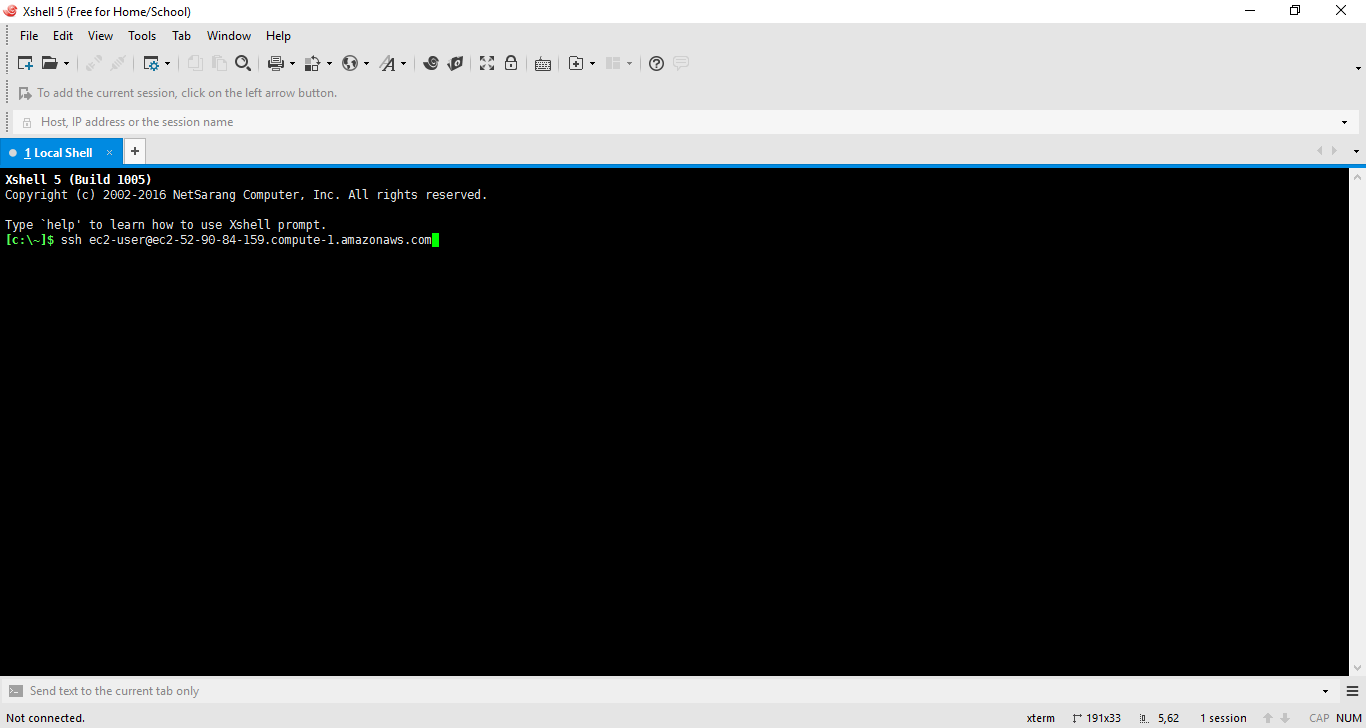 Xshell 5 (Free for Home/School)
File Edit View Tools Tab Window Help
To add the current session, click on the left arrow button.
Host, IP address or the session name
1 Local Shell × +
Xshell 5 (Build 1005)
Copyright (c) 2002-2016 NetSarang Computer, Inc. All rights reserved.
Type `help' to learn how to use Xshell prompt.
[c:\~]$ ssh ec2-user@ec2-52-90-84-159.compute-1.amazonaws.com
Send text to the current tab only
Not connected. xterm 191x33 5,62 1 session CAP NUM